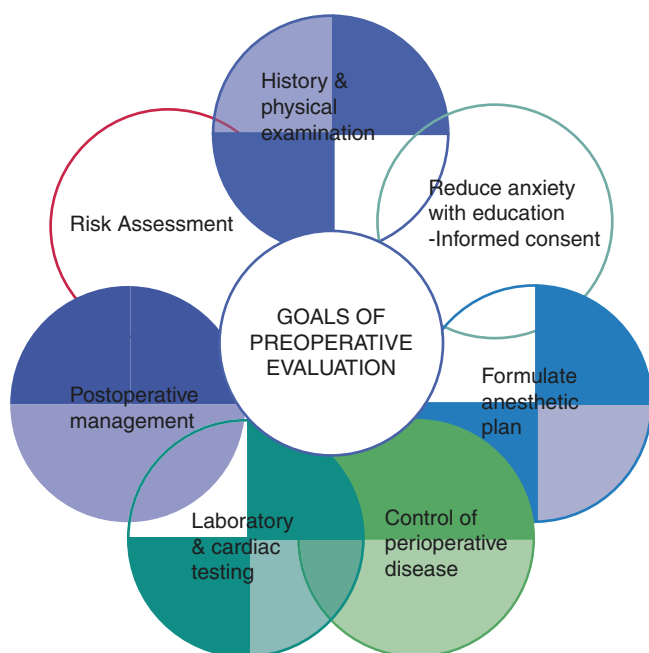 History &
physical
examination
Reduce anxiety
with education
-Informed consent
Risk Assessment
GOALS OF
PREOPERATIVE
EVALUATION
Formulate
anesthetic
plan
Postoperative
management
Laboratory
& cardiac
testing
Control of
perioperative
disease